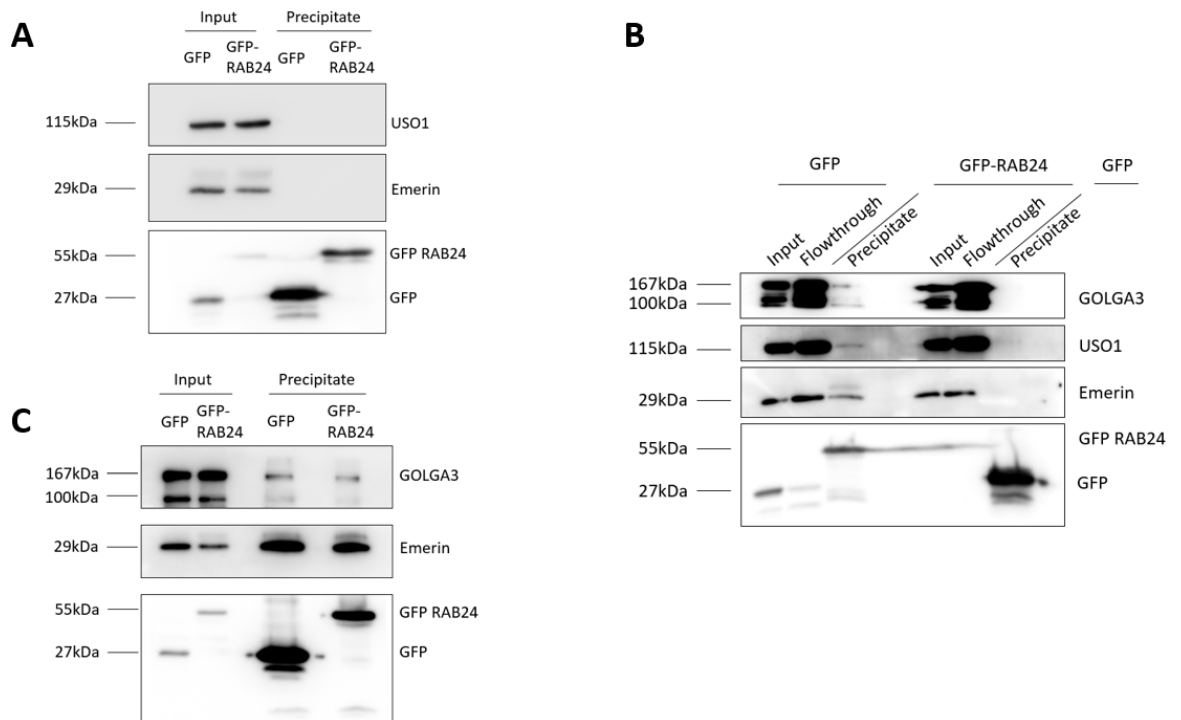 A
Input Precipitate
GFP GFP-RAB24 GFP GFP-RAB24
115kDa USO1
29kDa Emerin
55kDa GFP RAB24
27kDa GFP
B
GFP GFP-RAB24 GFP
Input Flowthrough Precipitate Input Flowthrough Precipitate
167kDa
100kDa GOLGA3
115kDa USO1
29kDa Emerin
55kDa GFP RAB24
27kDa GFP
C
Input Precipitate
GFP GFP-RAB24 GFP GFP-RAB24
167kDa GOLGA3
100kDa
29kDa Emerin
55kDa GFP RAB24
27kDa GFP